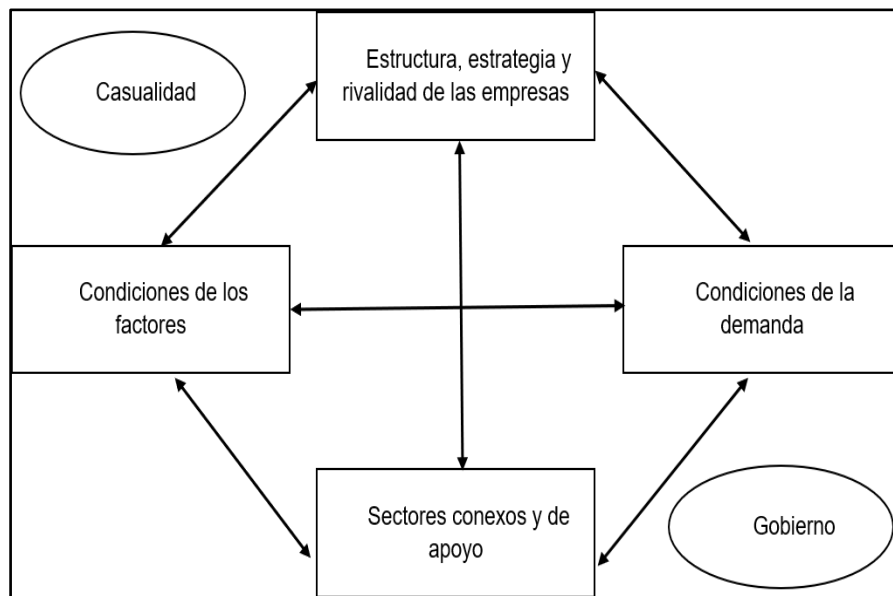 Estructura, estrategia y
rivalidad de las empresas
Casualidad
Condiciones de los
factores
Condiciones de la
demanda
Sectores conexos y de
apoyo
Gobierno